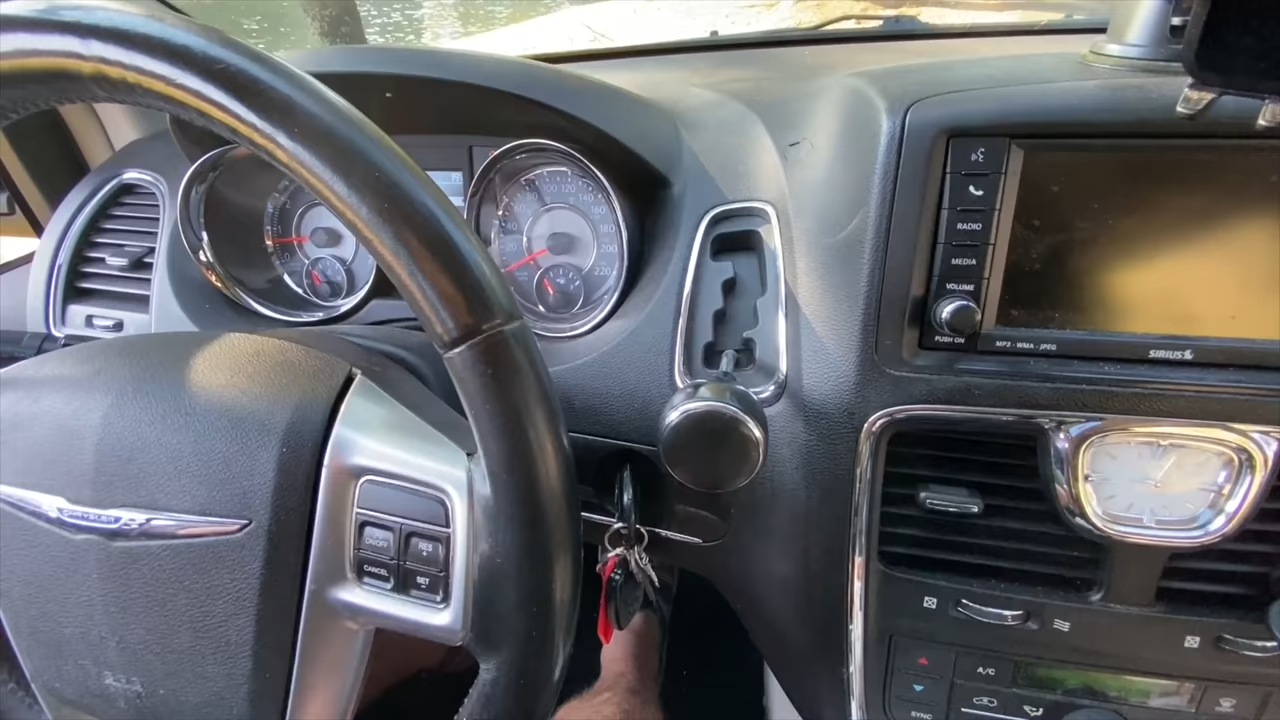 80 100 120 140
60 160
40 180
20 200
220
CHRYSLER
ON/OFF
RES
+
CANCEL
SET
-
RADIO
MEDIA
VOLUME
PUSH ON
MP3 - WMA - JPEG
SIRIUS
A/C
SYNC